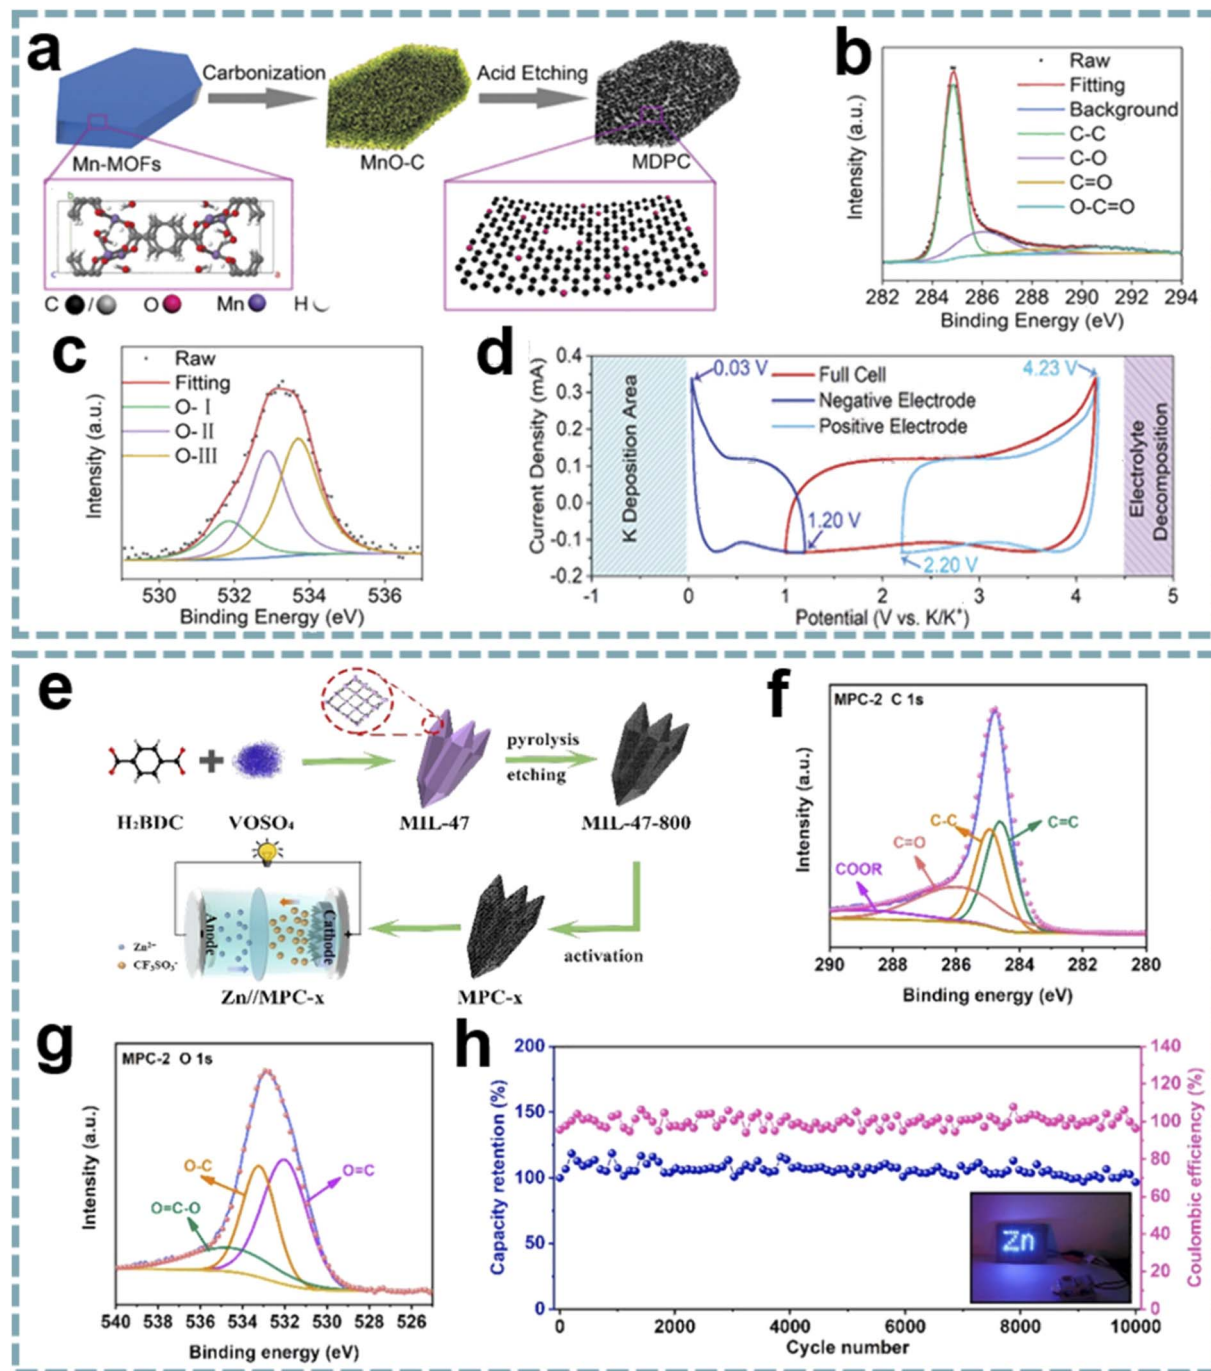 a
Carbonization
Acid Etching
Mn-MOFs
MnO-C
MDPC
b
c
a
C / O Mn H
b
Raw
Fitting
Background
C-C
C-O
C=O
O-C=O
Intensity (a.u.)
282 284 286 288 290 292 294
Binding Energy (eV)
c
Raw
Fitting
O- I
O- II
O-III
Intensity (a.u.)
530 532 534 536
Binding Energy (eV)
d
0.4
0.3
0.2
0.1
0.0
-0.1
-0.2
Current Density (mA)
K Deposition Area
0.03 V
Full Cell
Negative Electrode
Positive Electrode
4.23 V
1.20 V
2.20 V
Electrolyte
Decomposition
-1 0 1 2 3 4 5
Potential (V vs. K/K+)
e
H₂BDC
VOSO₄
MIL-47
pyrolysis
etching
MIL-47-800
activation
MPC-x
Anode
Cathode
Zn²⁺
CF₃SO₃⁻
Zn//MPC-x
f
MPC-2 C 1s
C-C
C=C
C=O
COOR
Intensity (a.u.)
290 288 286 284 282 280
Binding energy (eV)
g
MPC-2 O 1s
O-C
O=C
O=C-O
Intensity (a.u.)
540 538 536 534 532 530 528 526
Binding energy (eV)
h
200
150
100
50
0
Capacity retention (%)
140
120
100
80
60
40
20
0
Coulombic efficiency (%)
Zn
0 2000 4000 6000 8000 10000
Cycle number